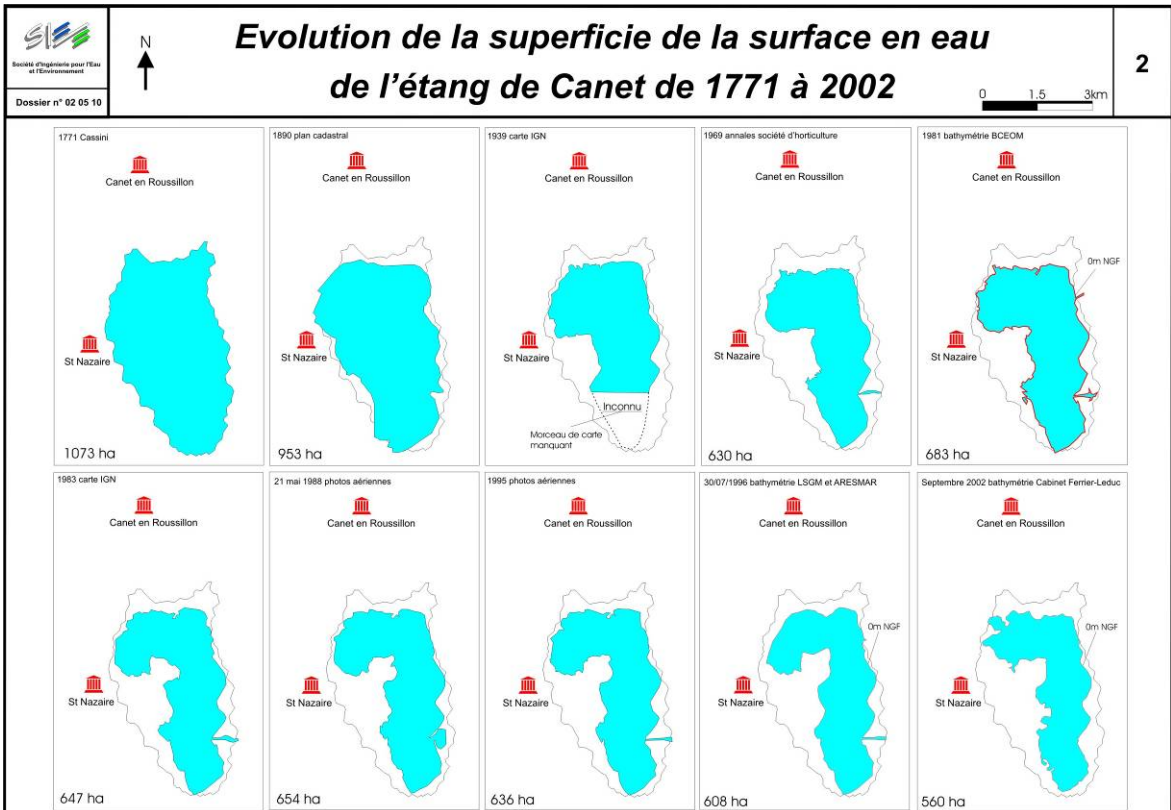 SIEE
Société d'Ingénierie pour l'Eau
et l'Environnement
Dossier n° 02 05 10
N
Evolution de la superficie de la surface en eau
de l'étang de Canet de 1771 à 2002
0 1.5 3km
2
1771 Cassini
Canet en Roussillon
St Nazaire
1073 ha
1890 plan cadastral
Canet en Roussillon
St Nazaire
953 ha
1939 carte IGN
Canet en Roussillon
St Nazaire
Inconnu
Morceau de carte
manquant
1969 annales société d'horticulture
Canet en Roussillon
St Nazaire
630 ha
1981 bathymétrie BCEOM
Canet en Roussillon
0m NGF
St Nazaire
683 ha
1983 carte IGN
Canet en Roussillon
St Nazaire
647 ha
21 mai 1988 photos aériennes
Canet en Roussillon
St Nazaire
654 ha
1995 photos aériennes
Canet en Roussillon
St Nazaire
636 ha
30/07/1996 bathymétrie LSGM et ARESMAR
Canet en Roussillon
0m NGF
St Nazaire
608 ha
Septembre 2002 bathymétrie Cabinet Ferrier-Leduc
Canet en Roussillon
0m NGF
St Nazaire
560 ha